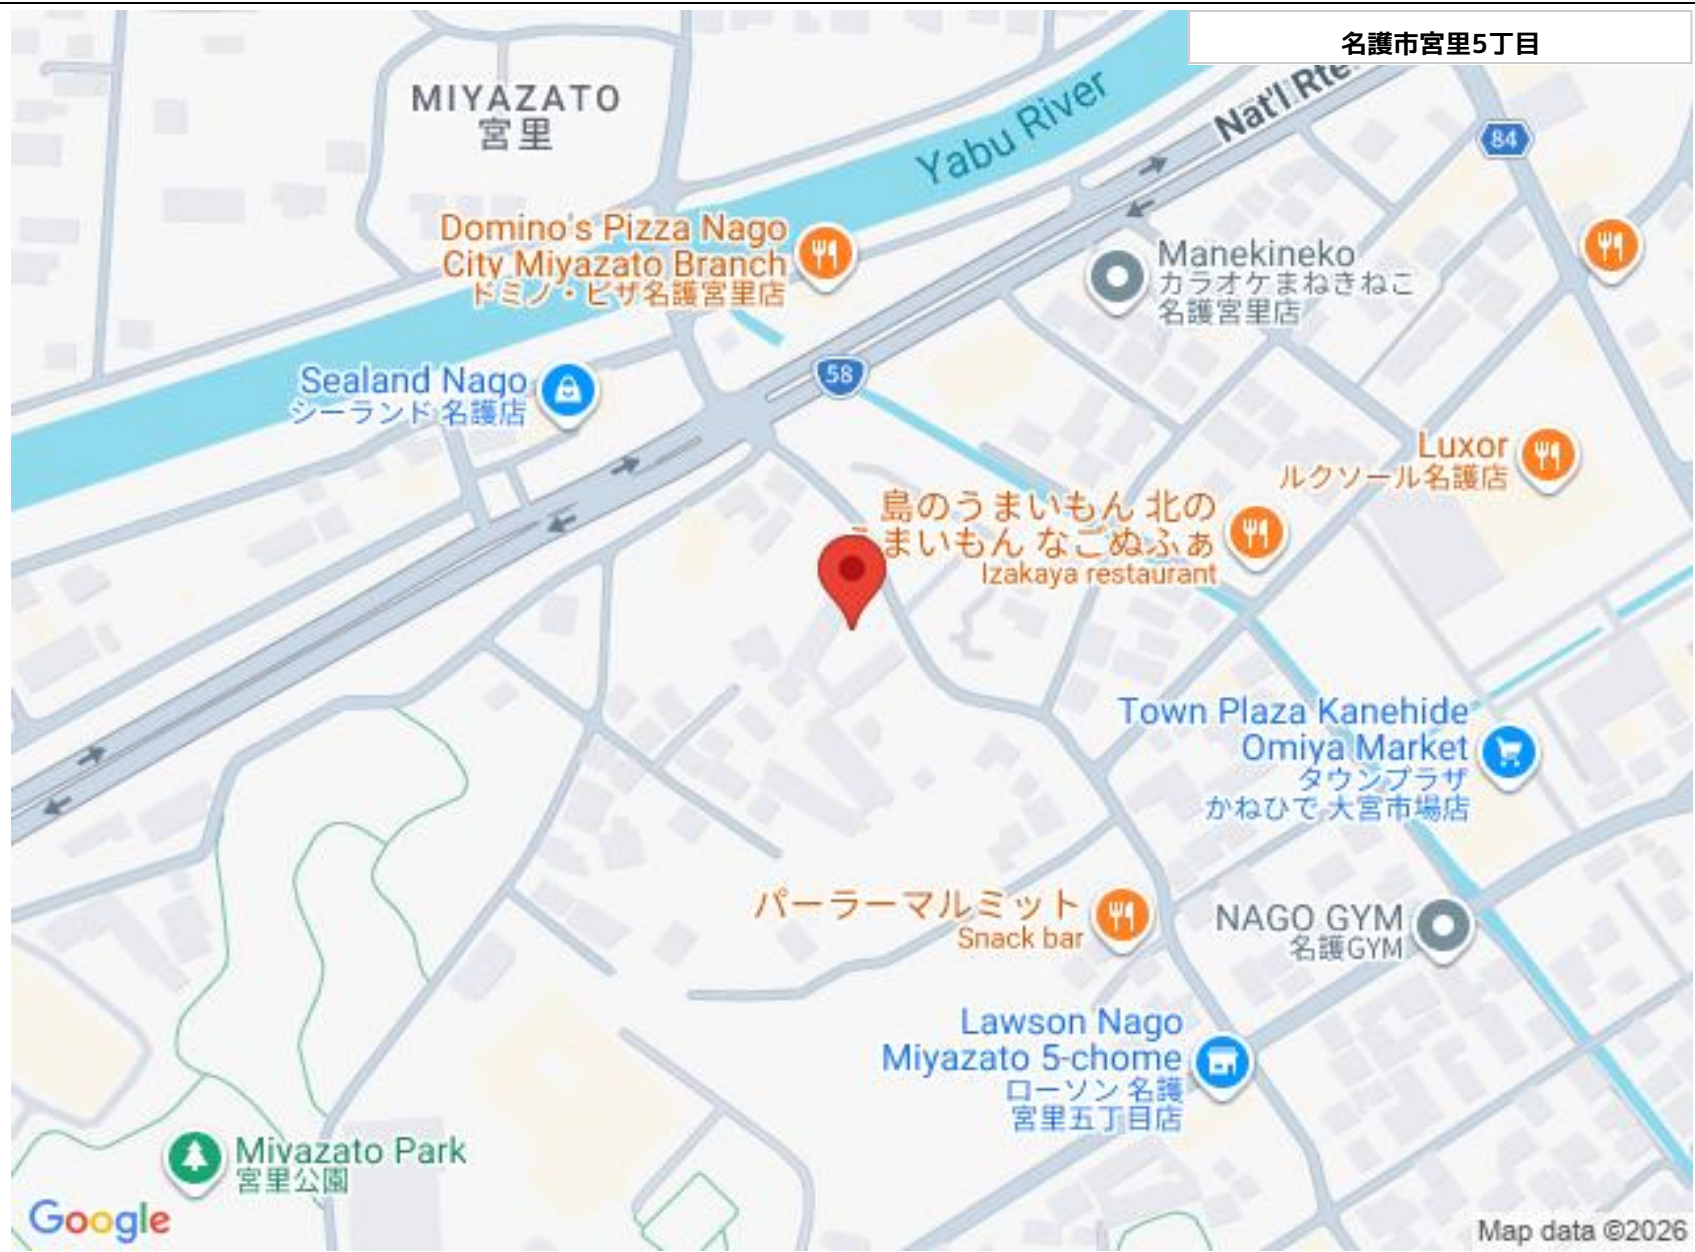 名護市宮里5丁目
MIYAZATO
宮里
Yabu River
Nat'l Rte
84
Domino's Pizza Nago
City Miyazato Branch
ドミノ・ピザ名護宮里店
Manekineko
カラオケまねきねこ
名護宮里店
Sealand Nago
シーランド 名護店
58
Luxor
ルクソール名護店
島のうまいもん 北の
うまいもん なごぬふぁ
Izakaya restaurant
Town Plaza Kanehide
Omiya Market
タウンプラザ
かねひで 大宮市場店
パーラーマルミット
Snack bar
NAGO GYM
名護GYM
Lawson Nago
Miyazato 5-chome
ローソン 名護
宮里五丁目店
Miyazato Park
宮里公園
Google
Map data ©2026